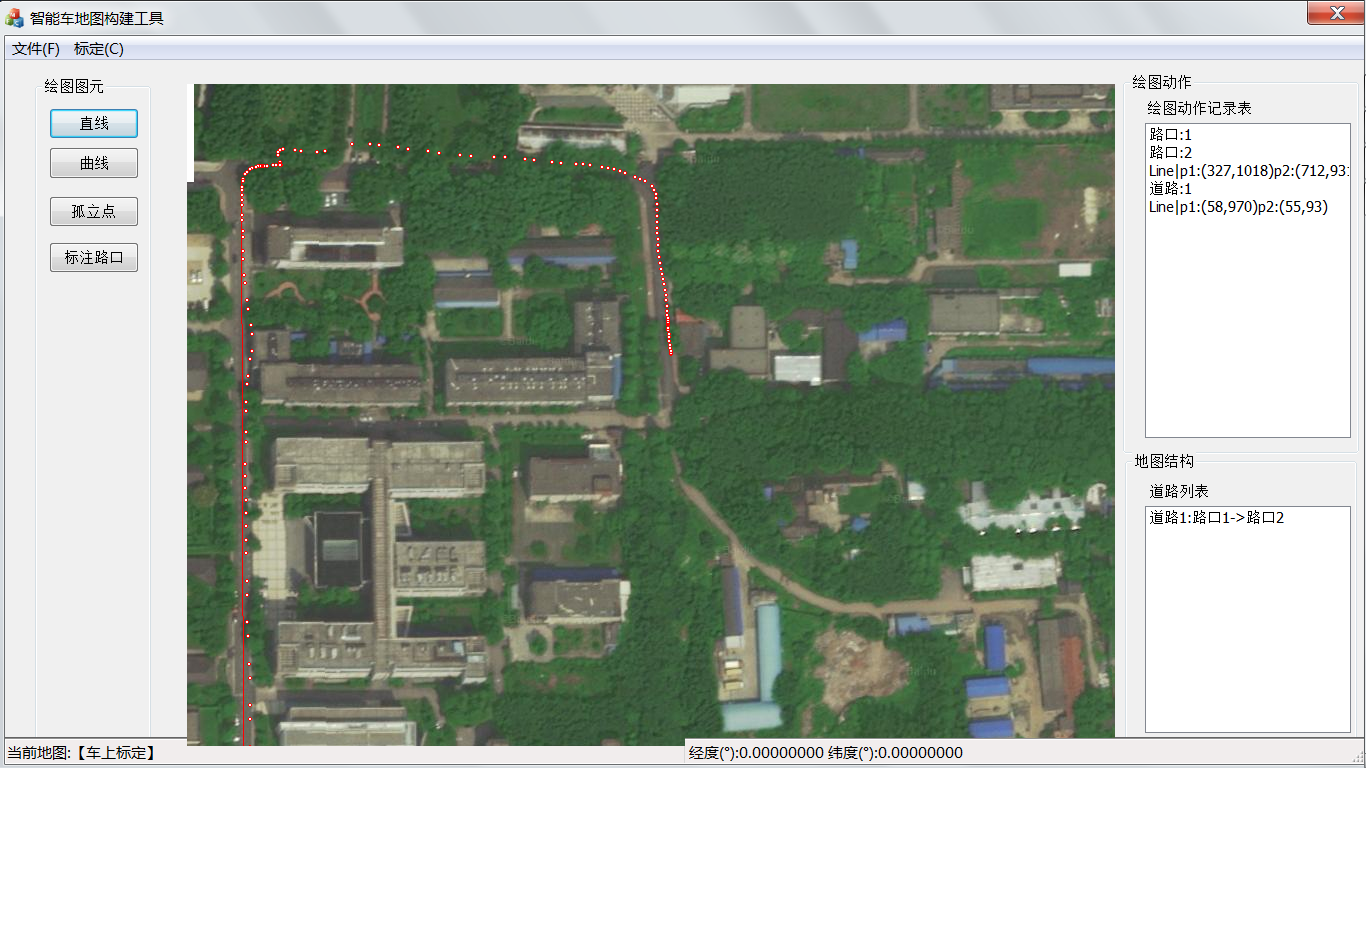 智能车地图构建工具
文件(F) 标定(C)
绘图图元
直线
曲线
孤立点
标注路口
绘图动作
绘图动作记录表
路口:1
路口:2
Line|p1:(327,1018)p2:(712,93
道路:1
Line|p1:(58,970)p2:(55,93)
地图结构
道路列表
道路1:路口1->路口2
当前地图:【车上标定】
经度(°):0.00000000 纬度(°):0.00000000